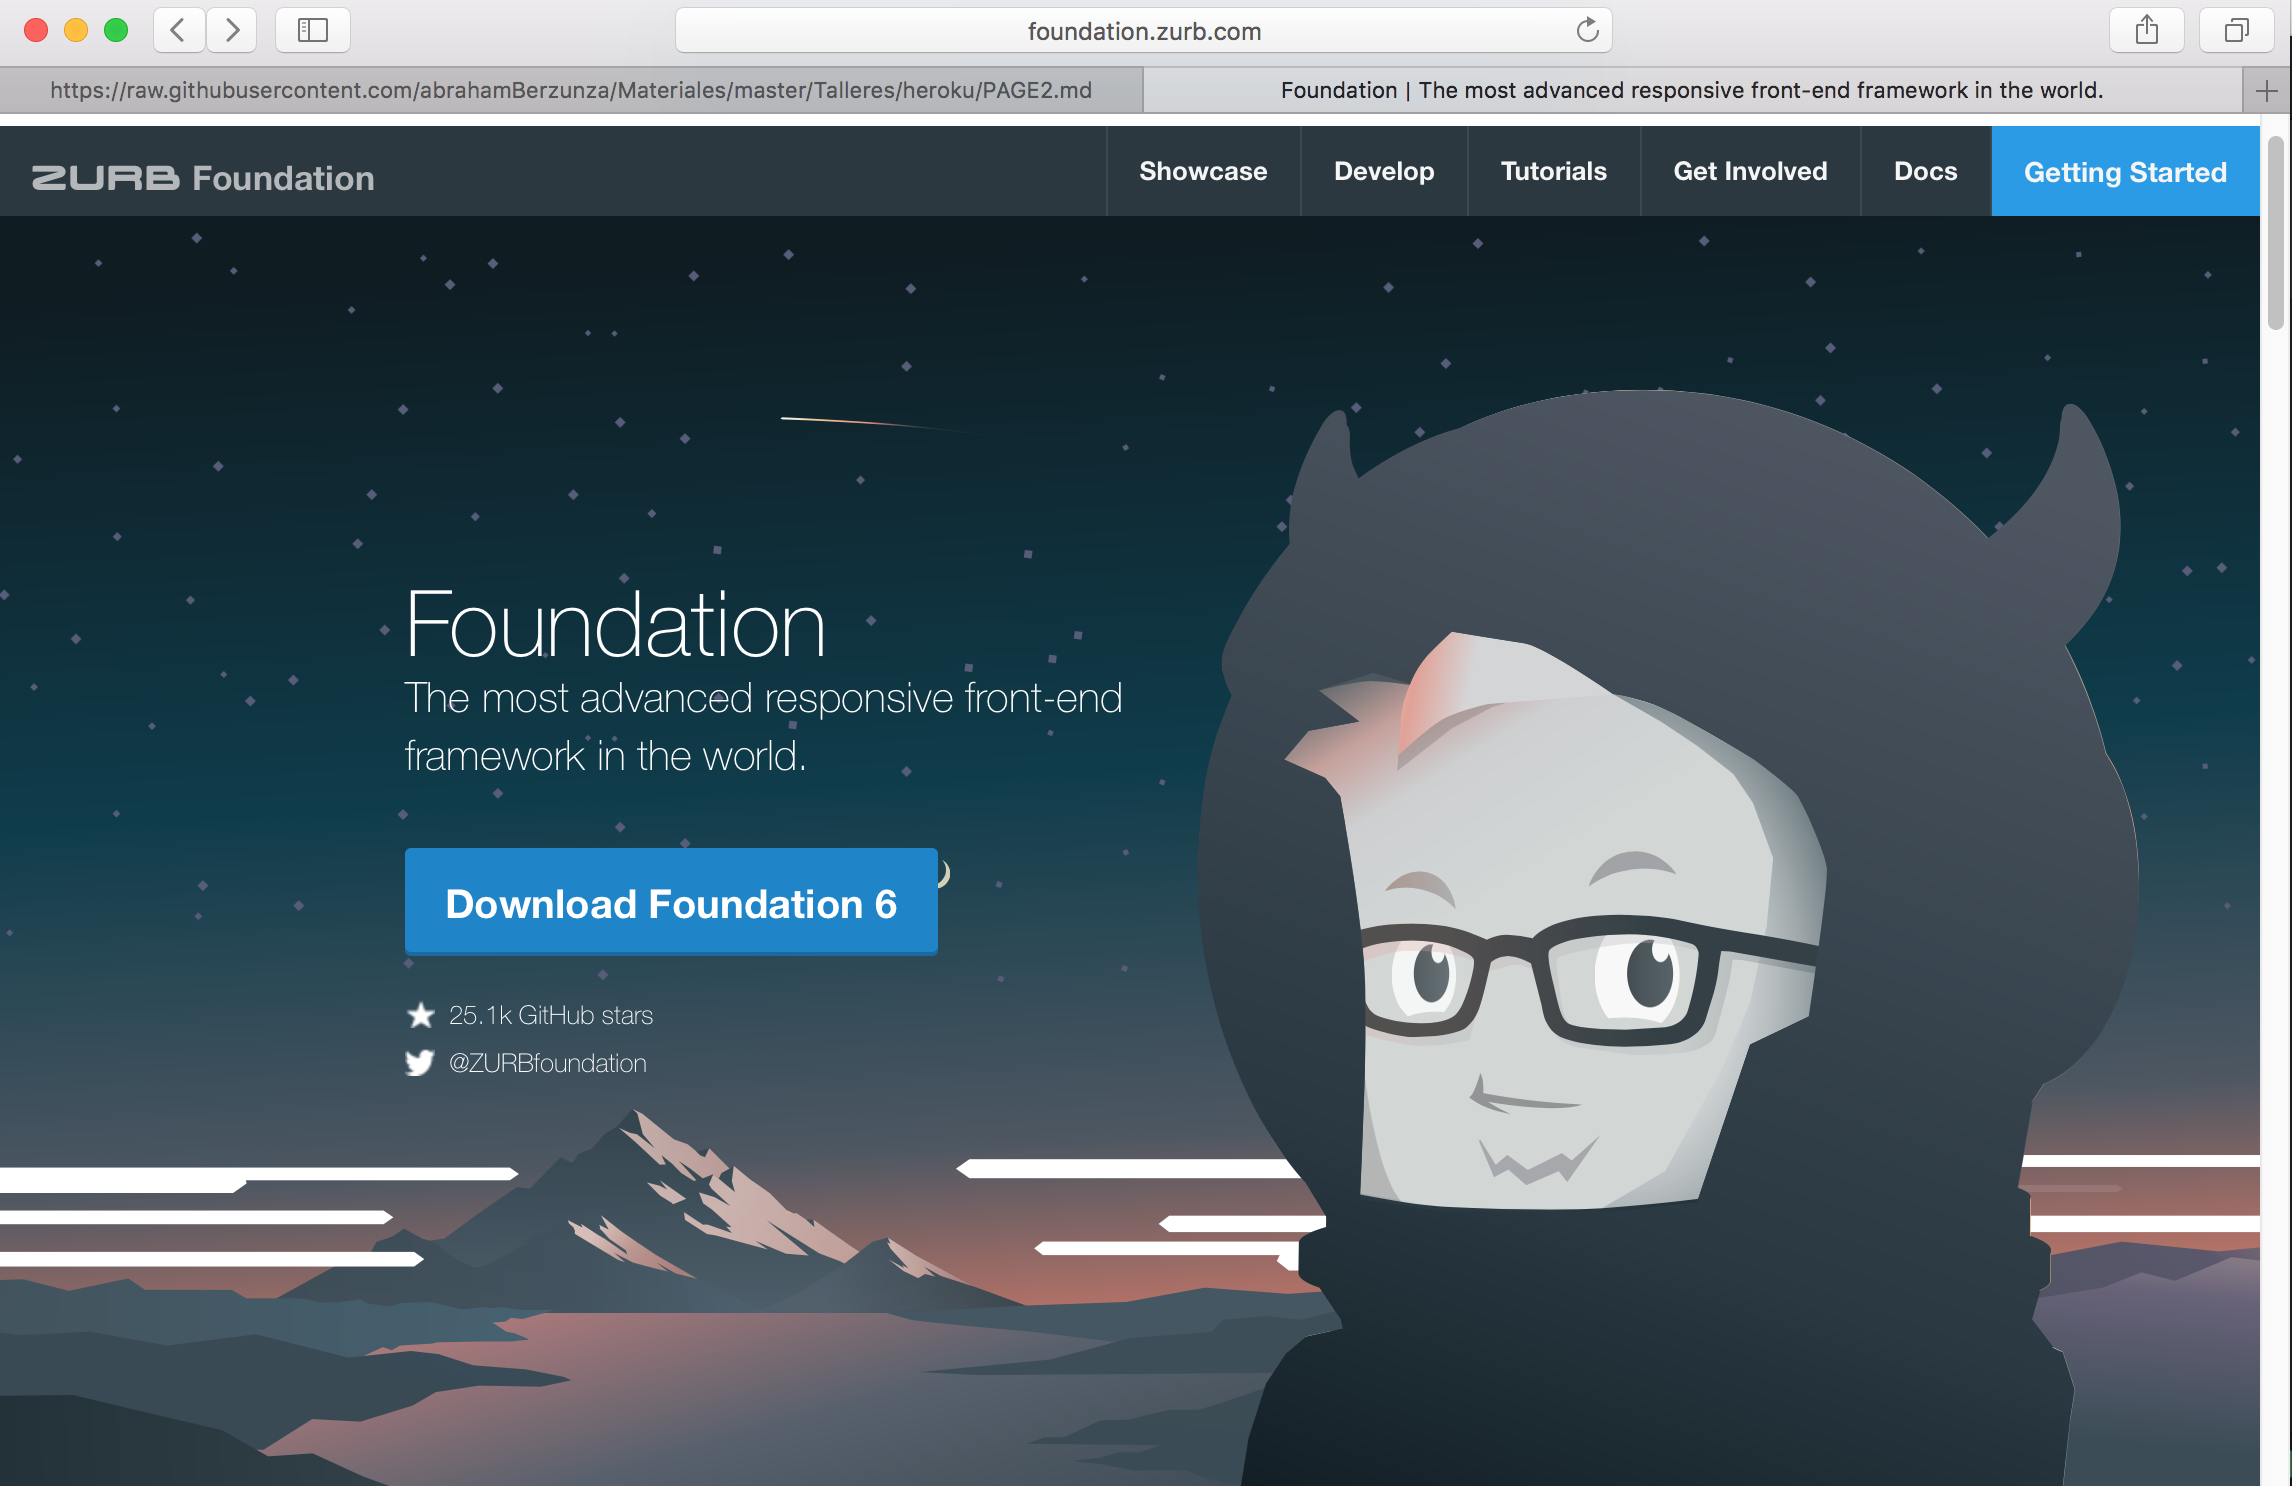 foundation.zurb.com
https://raw.githubusercontent.com/abrahamBerzunza/Materiales/master/Talleres/heroku/PAGE2.md
Foundation | The most advanced responsive front-end framework in the world.
ZURB Foundation
Showcase
Develop
Tutorials
Get Involved
Docs
Getting Started
Foundation
The most advanced responsive front-end
framework in the world.
Download Foundation 6
25.1k GitHub stars
@ZURBfoundation